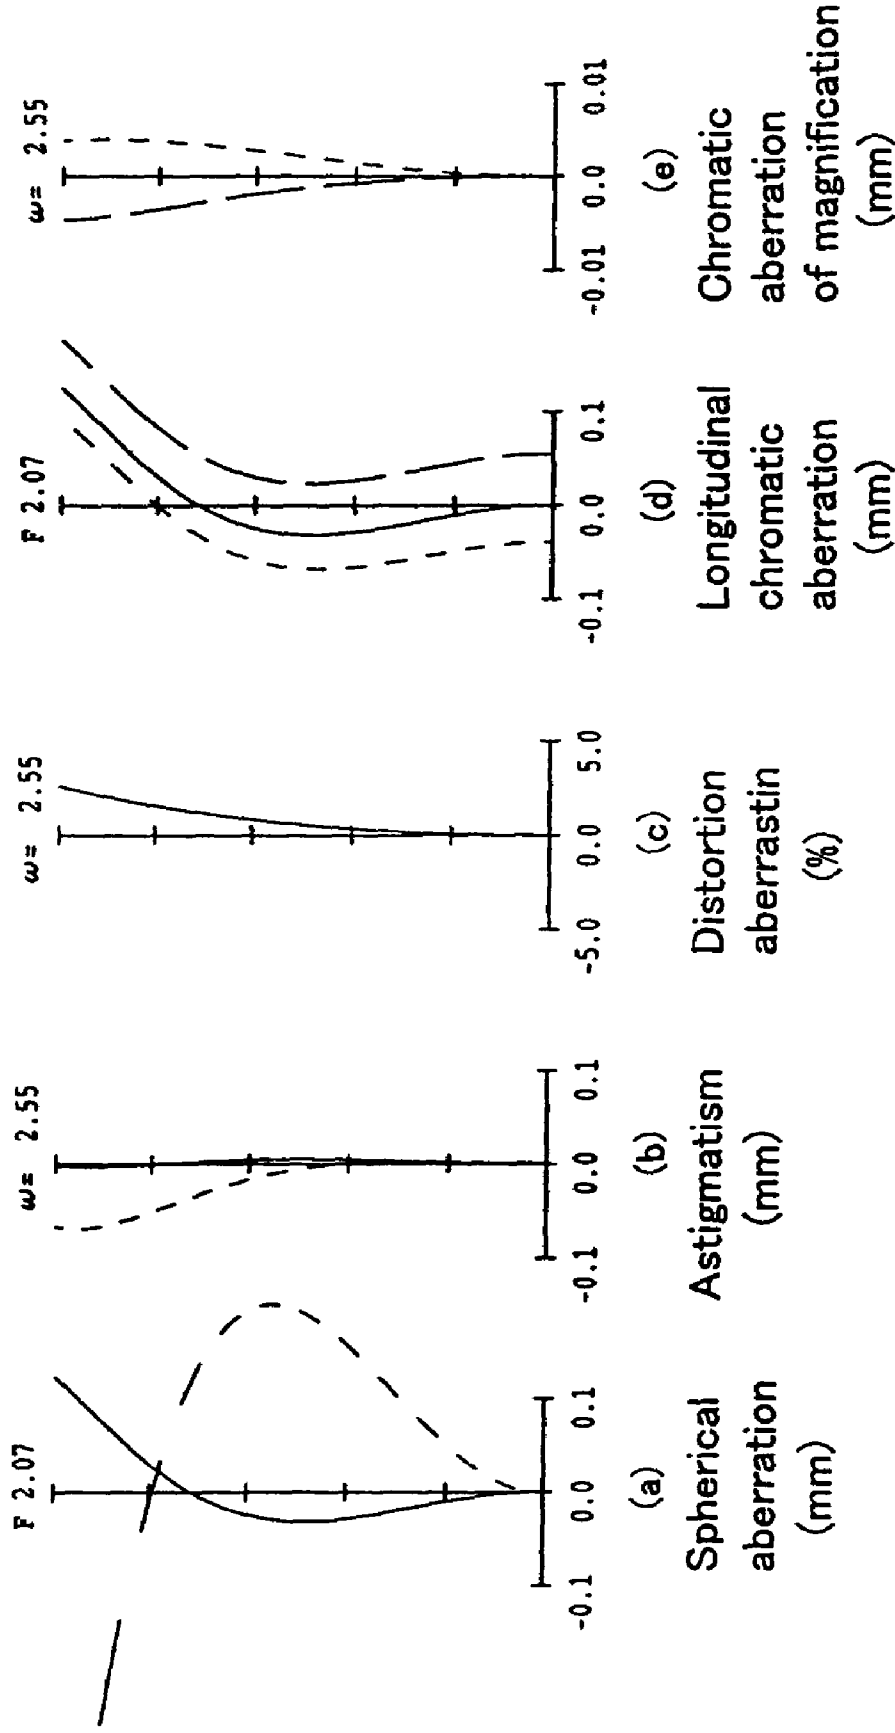 F 2.07
-0.1
0.0
0.1
(a)
Spherical
aberration
(mm)
ω= 2.55
-0.1
0.0
0.1
(b)
Astigmatism
(mm)
ω= 2.55
-5.0
0.0
5.0
(c)
Distortion
aberrastin
(%)
F 2.07
-0.1
0.0
0.1
(d)
Longitudinal
chromatic
aberration
(mm)
ω= 2.55
-0.01
0.0
0.01
(e)
Chromatic
aberration
of magnification
(mm)